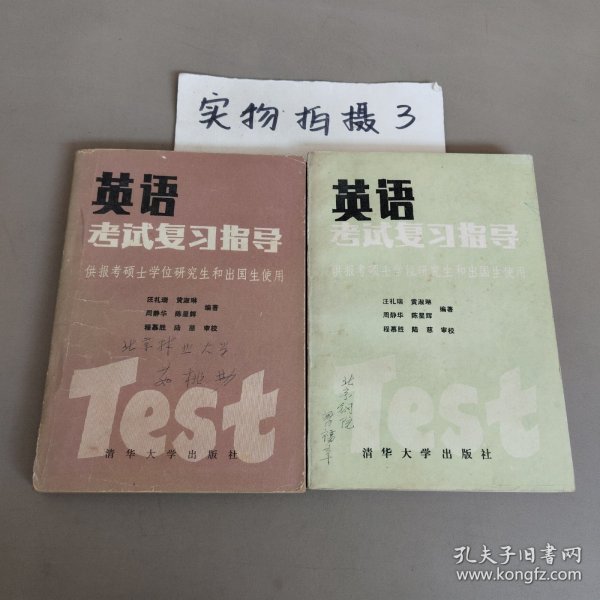 实物拍摄3
英语
考试复习指导
供报考硕士学位研究生和出国生使用
汪礼瑞 黄淑琳
周静华 陈星辉 编著
程慕胜 陆慈 审校
北京林业大学
Test
清华大学出版社
英语
考试复习指导
供报考硕士学位研究生和出国生使用
汪礼瑞 黄淑琳
周静华 陈星辉 编著
程慕胜 陆慈 审校
Test
清华大学出版社
孔夫子旧书网
www.kongfz.com